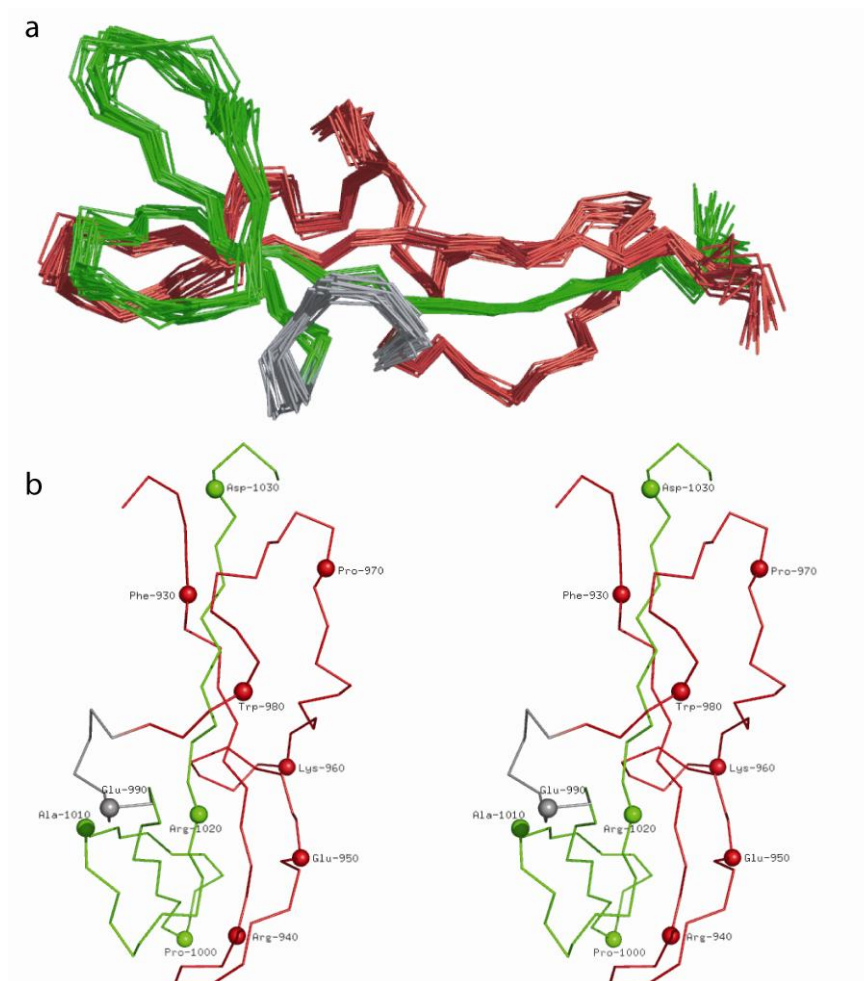 a
b
Asp-1030
Asp-1030
Pro-970
Pro-970
Phe-930
Phe-930
Trp-980
Trp-980
Lys-960
Lys-960
Glu-990
Glu-990
Ala-1010
Arg-1020
Ala-1010
Arg-1020
Glu-950
Glu-950
Arg-940
Arg-940
Pro-1000
Pro-1000